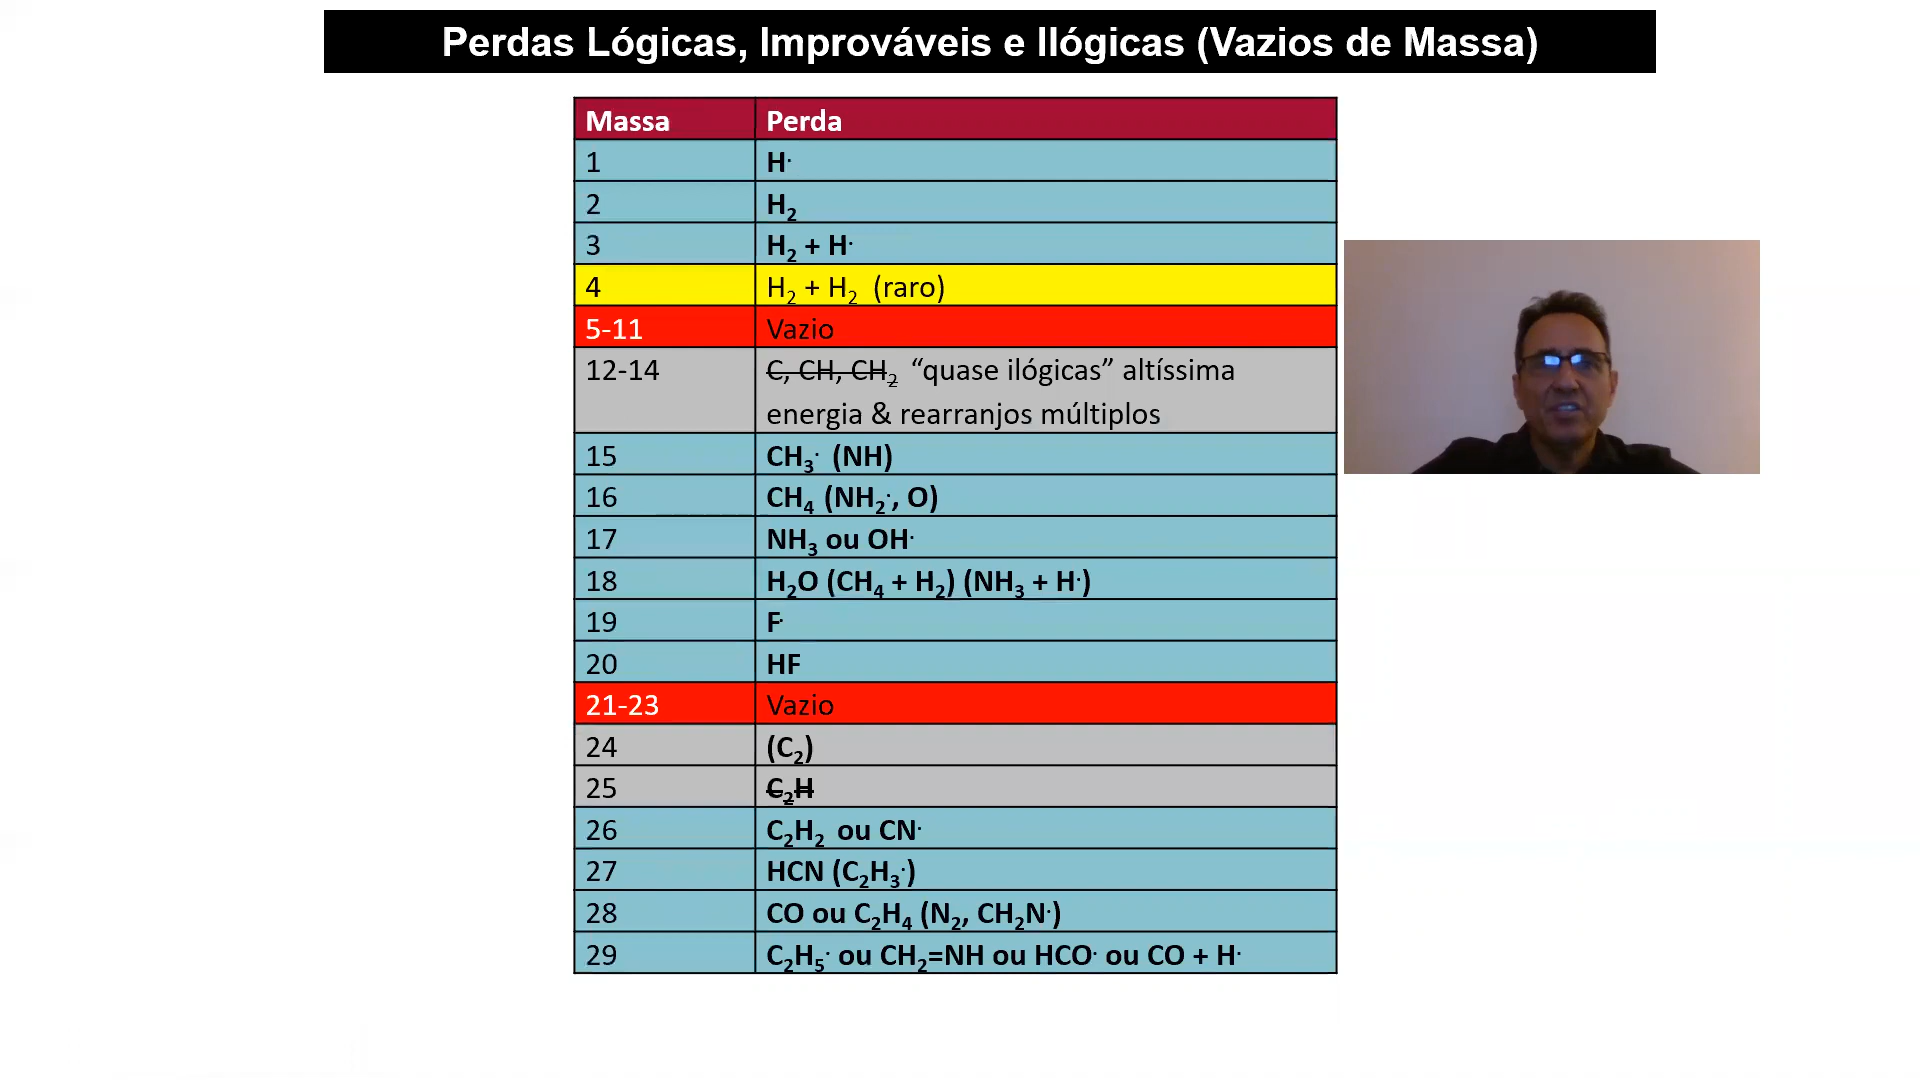 Perdas Lógicas, Improváveis e Ilógicas (Vazios de Massa)
Massa Perda
1 H·
2 H₂
3 H₂ + H·
4 H₂ + H₂ (raro)
5-11 Vazio
12-14 C, CH, CH₂ “quase ilógicas” altíssima
energia & rearranjos múltiplos
15 CH₃· (NH)
16 CH₄ (NH₂·, O)
17 NH₃ ou OH·
18 H₂O (CH₄ + H₂) (NH₃ + H·)
19 F·
20 HF
21-23 Vazio
24 (C₂)
25 C₂H
26 C₂H₂ ou CN·
27 HCN (C₂H₃·)
28 CO ou C₂H₄ (N₂, CH₂N·)
29 C₂H₅· ou CH₂=NH ou HCO· ou CO + H·